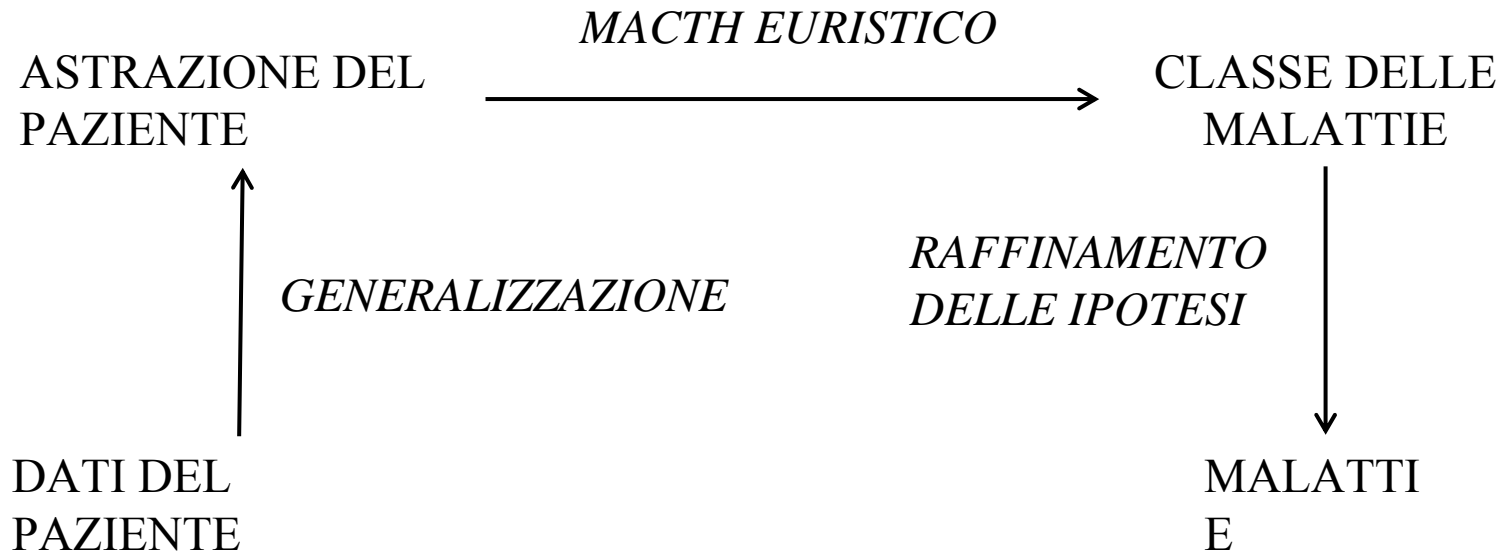 MACTH EURISTICO
ASTRAZIONE DEL
PAZIENTE
CLASSE DELLE
MALATTIE
GENERALIZZAZIONE
RAFFINAMENTO
DELLE IPOTESI
DATI DEL
PAZIENTE
MALATTI
E